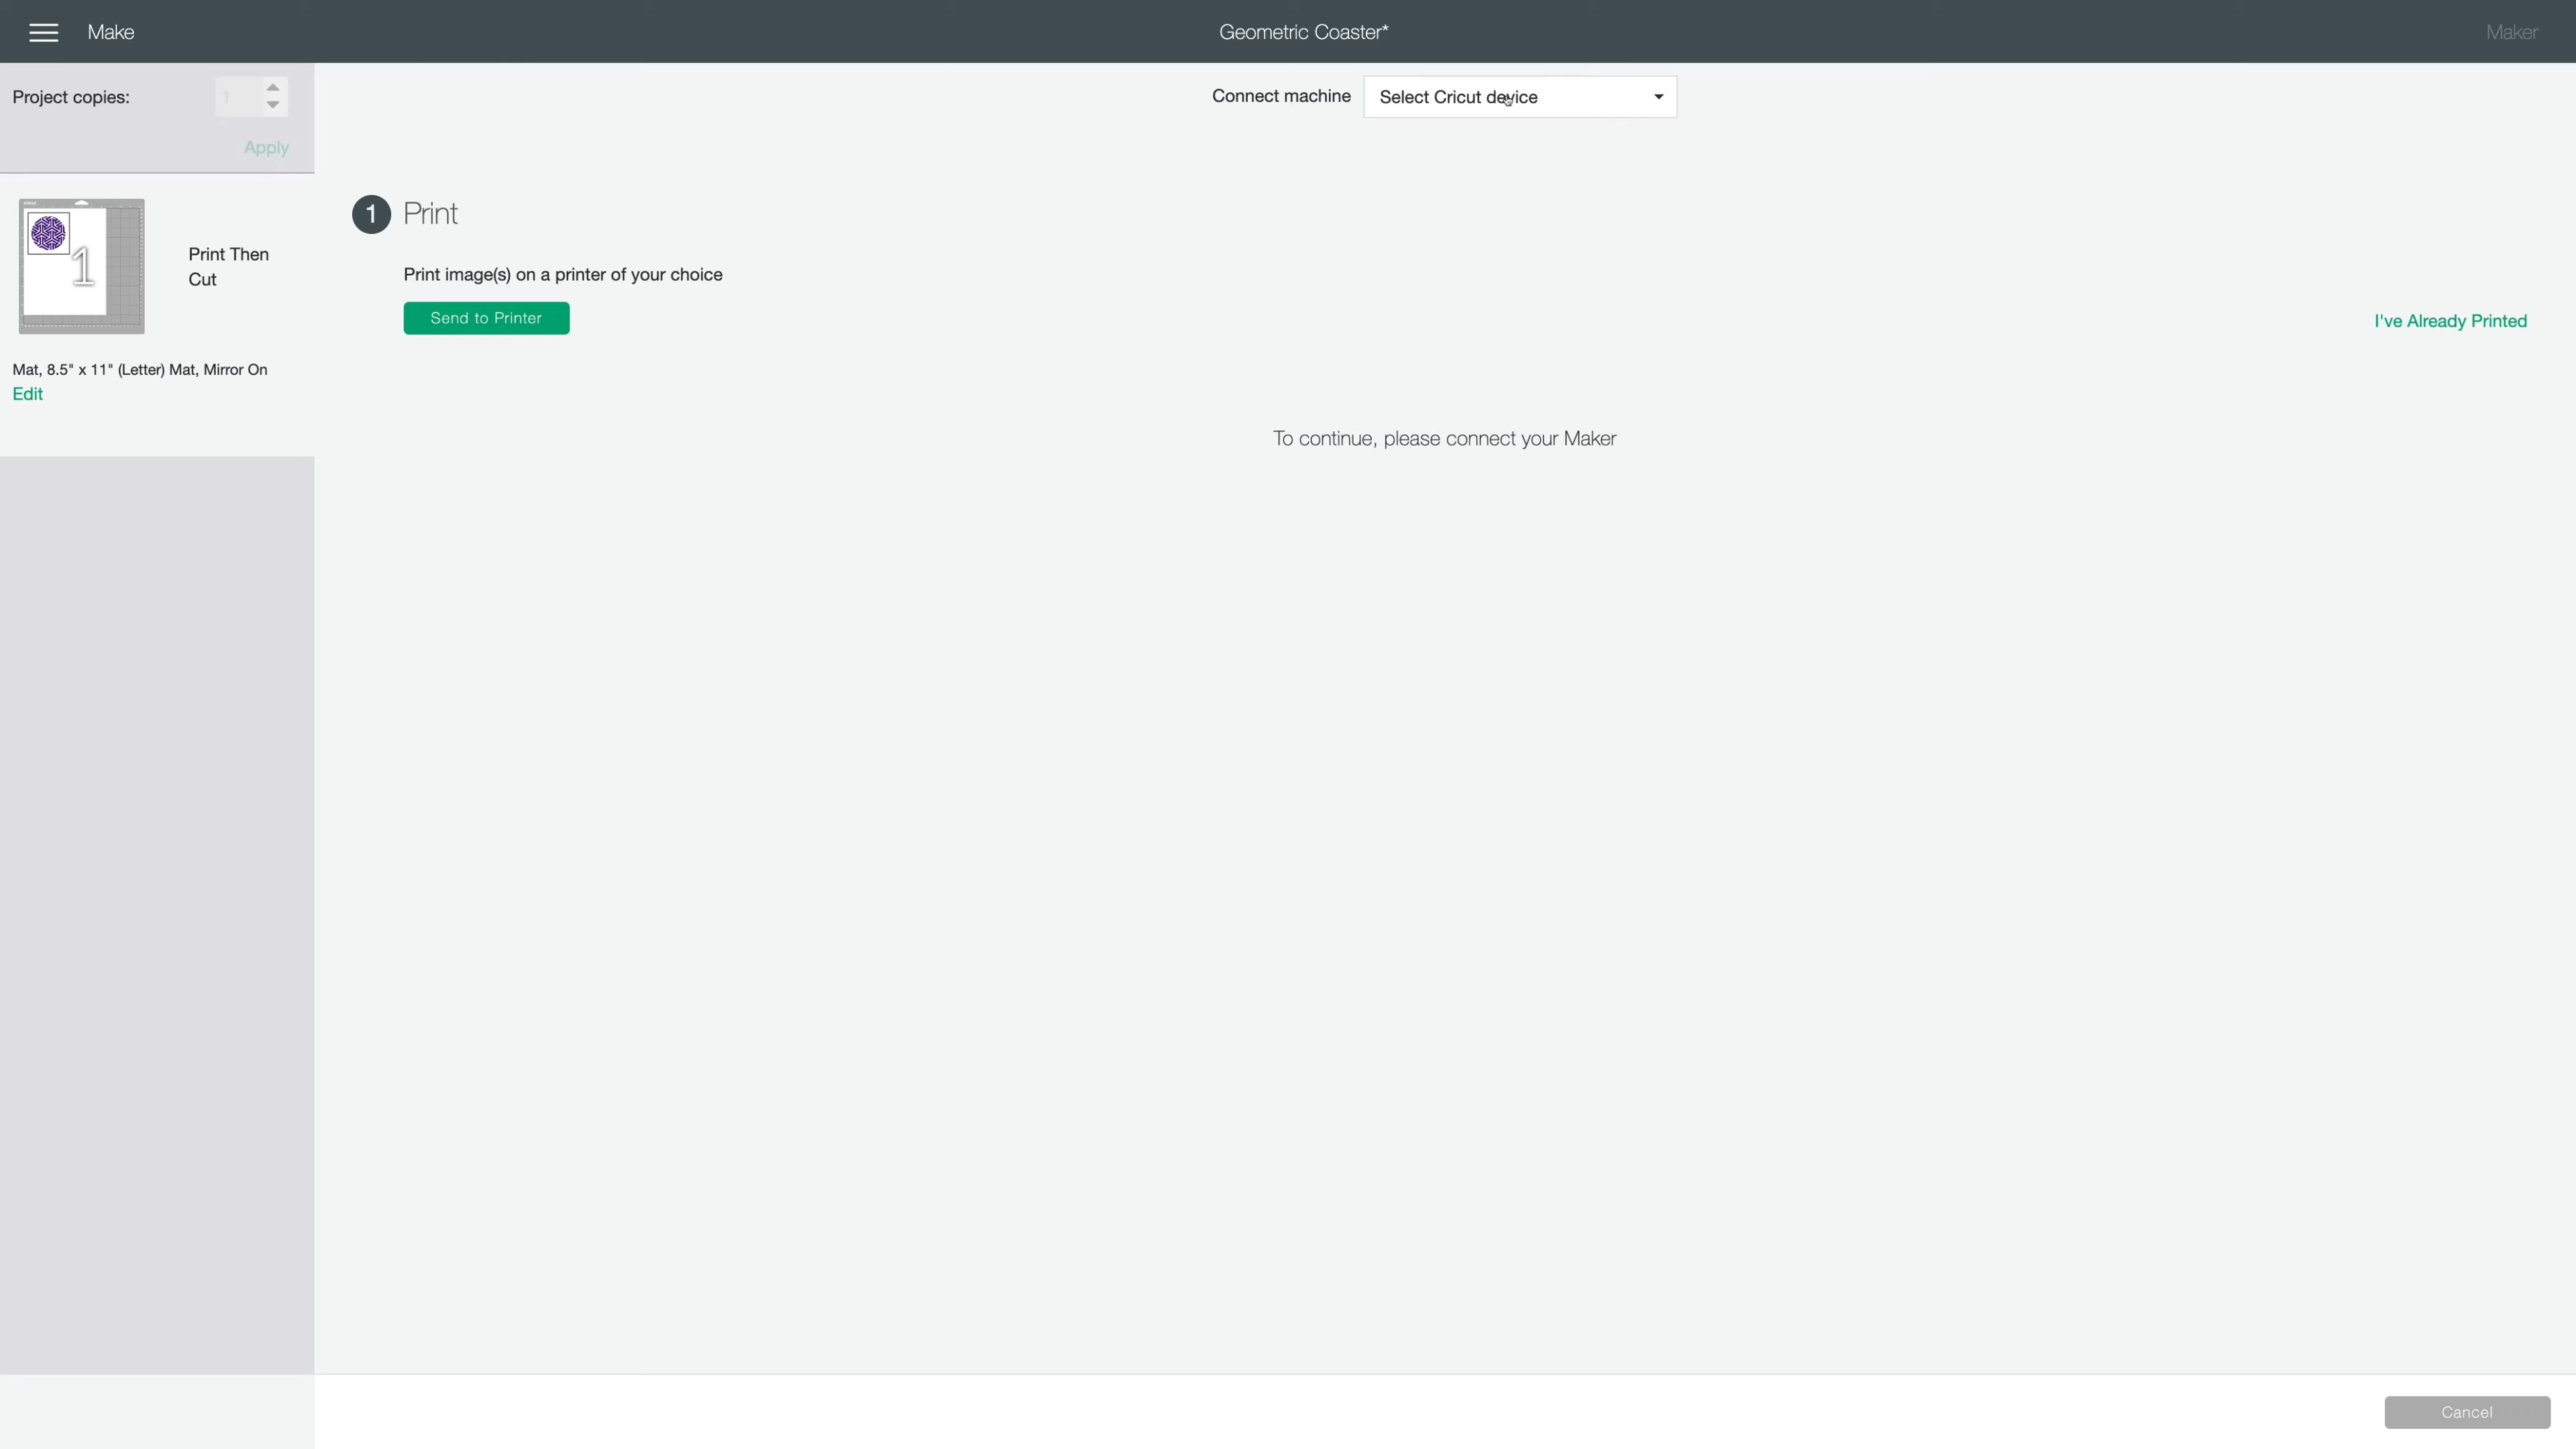 Make
Geometric Coaster*
Maker
Project copies:
1
Apply
Connect machine
Select Cricut device
1
Print Then
Cut
Mat, 8.5" x 11" (Letter) Mat, Mirror On
Edit
1 Print
Print image(s) on a printer of your choice
Send to Printer
I've Already Printed
To continue, please connect your Maker
Cancel